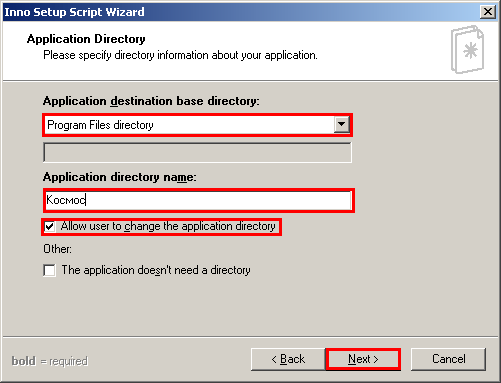 Inno Setup Script Wizard
Application Directory
Please specify directory information about your application.
Application destination base directory:
Program Files directory
Application directory name:
Космос
Allow user to change the application directory
Other:
The application doesn't need a directory
bold = required
< Back
Next >
Cancel